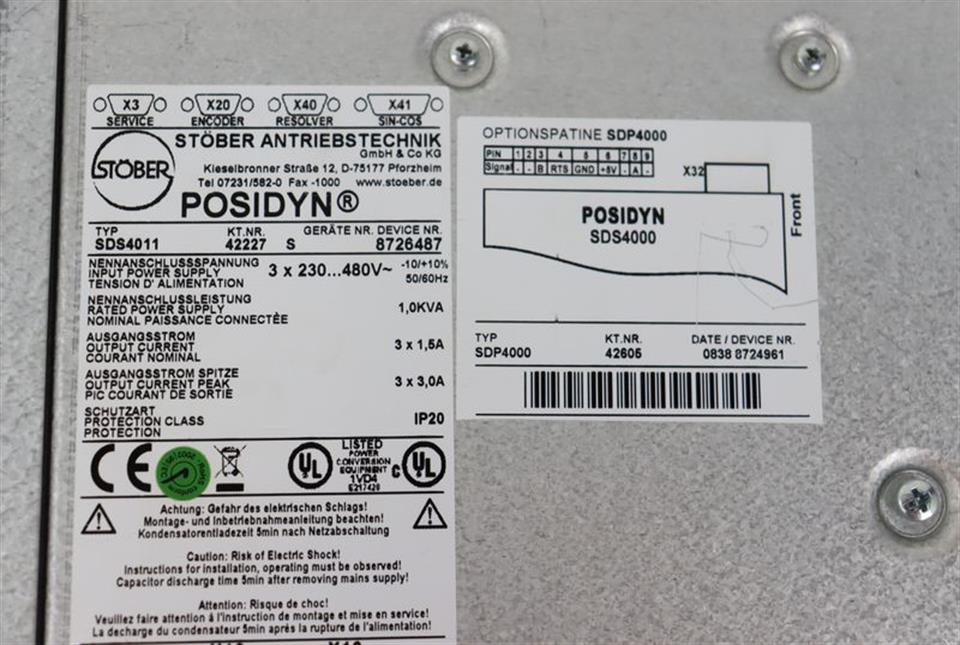 X3 X20 X40 X41
SERVICE ENCODER RESOLVER SIN-COS
STÖBER
STÖBER ANTRIEBSTECHNIK
GmbH & Co KG
Kieselbronner Straße 12, D-75177 Pforzheim
Tel 07231/582-0 Fax -1000 www.stoeber.de
POSIDYN®
TYP KT.NR. GERÄTE NR. DEVICE NR.
SDS4011 42227 S 8726487
NENNANSCHLUSSSPANNUNG
INPUT POWER SUPPLY
TENSION D' ALIMENTATION
3 x 230...480V~ -10/+10%
50/60Hz
NENNANSCHLUSSLEISTUNG
RATED POWER SUPPLY
NOMINAL PAISSANCE CONNECTÈE
1,0KVA
AUSGANGSSTROM
OUTPUT CURRENT
COURANT NOMINAL
3 x 1,5A
AUSGANGSSTROM SPITZE
OUTPUT CURRENT PEAK
PIC COURANT DE SORTIE
3 x 3,0A
SCHUTZART
PROTECTION CLASS
PROTECTION
IP20
CE
RoHS
2002/95/EC
conform
UL
LISTED
POWER
CONVERSION
EQUIPMENT
1VD4
E217428
c UL
Achtung: Gefahr des elektrischen Schlags!
Montage- und Inbetriebnahmeanleitung beachten!
Kondensatorentladezeit 5min nach Netzabschaltung
Caution: Risk of Electric Shock!
Instructions for installation, operating must be observed!
Capacitor discharge time 5min after removing mains supply!
Attention: Risque de choc!
Veuillez faire attention á l'instruction de montage et mise en service!
La decharge du condensateur 5min après la rupture de l'alimentation!
OPTIONSPATINE SDP4000
PIN 1 2 3 4 5 6 7 8 9
Signal - - B RTS GND +8V - A -
X32
POSIDYN
SDS4000
Front
TYP KT.NR. DATE / DEVICE NR.
SDP4000 42605 0838 8724961